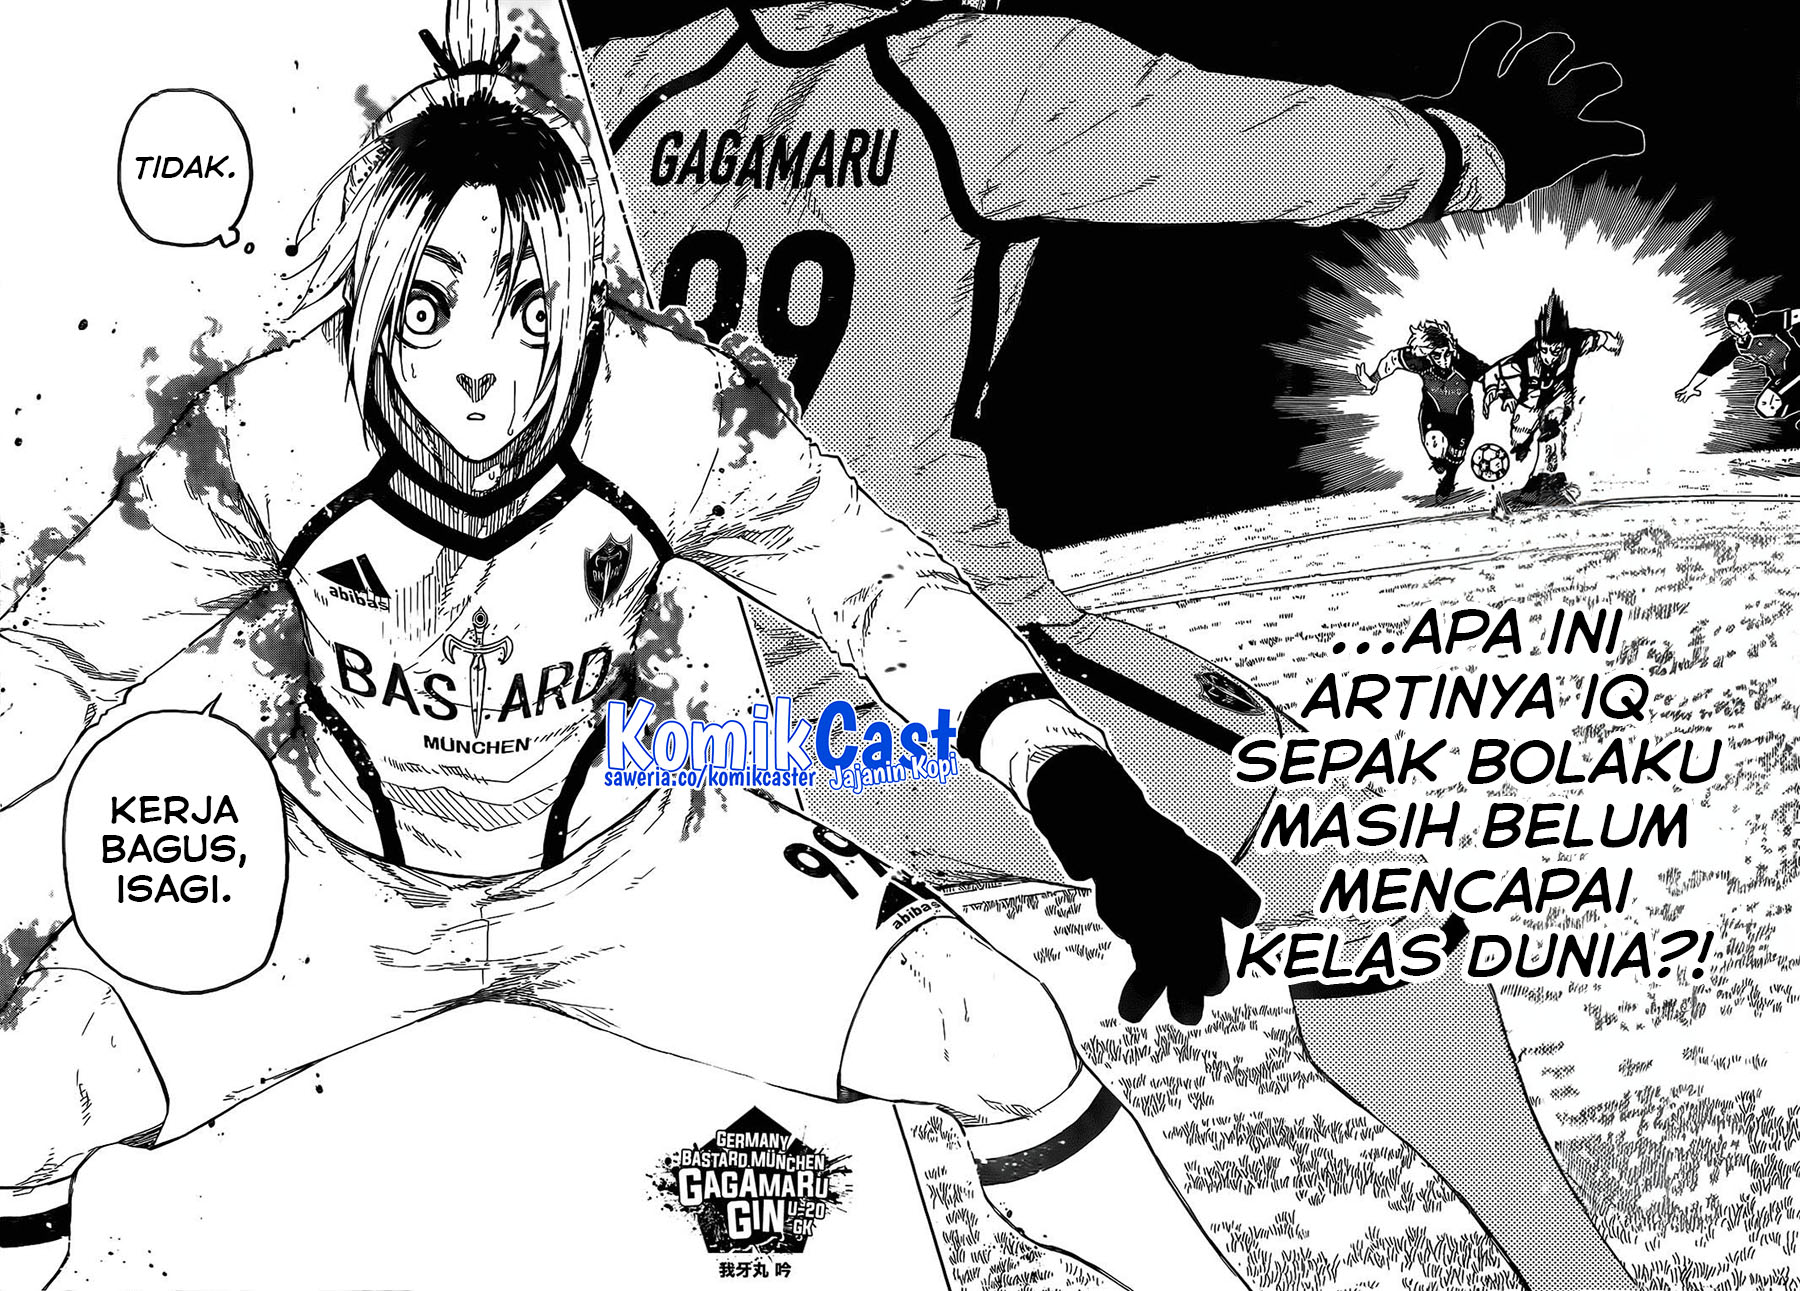 TIDAK.
GAGAMARU
99
...APA INI
ARTINYA IQ
SEPAK BOLAKU
MASIH BELUM
MENCAPAI
KELAS DUNIA?!
abibas
BASTARD
MÜNCHEN
KomikCast
saweria.co/komikcaster Jajanin Kopi
KERJA
BAGUS,
ISAGI.
99
abibas
GERMANY
BASTARD MÜNCHEN
GAGAMARU
GIN U-20
GK
我牙丸 吟